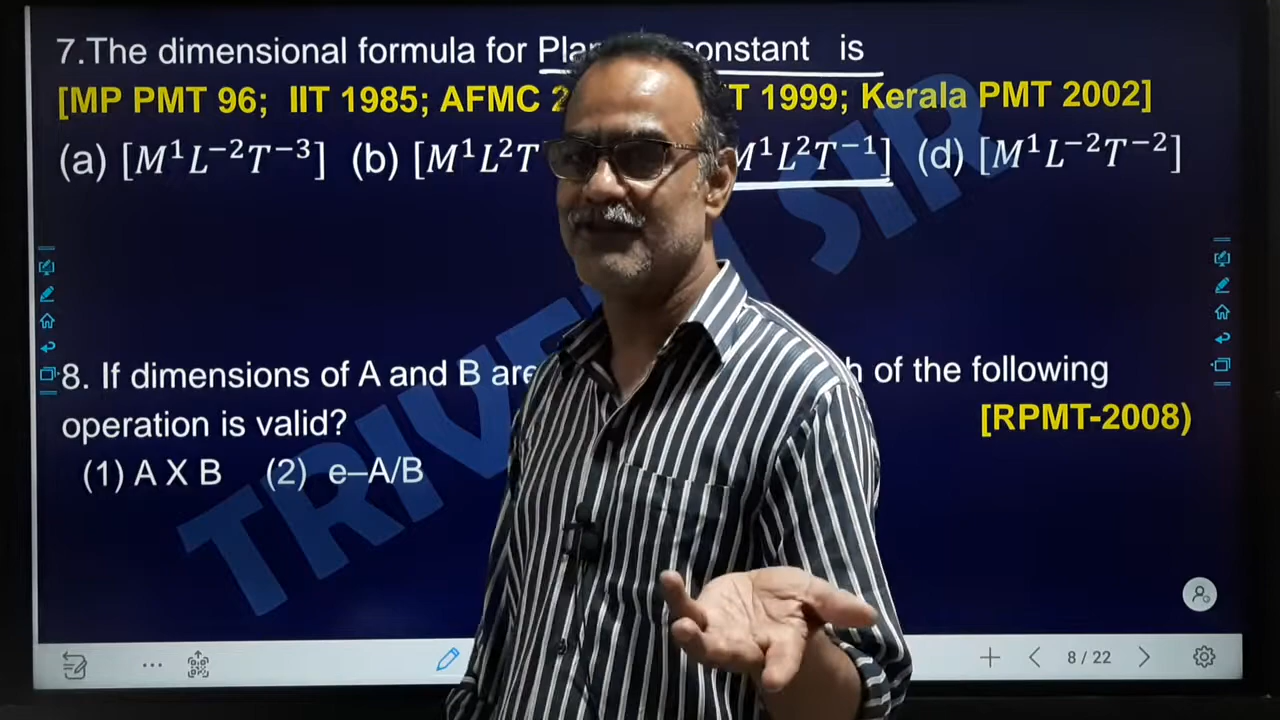 7.The dimensional formula for constant is
[MP PMT 96; IIT 1985; AFMC 1999; Kerala PMT 2002]
(a) [M¹L⁻²T⁻³] (b) [M¹L²T M¹L²T⁻¹] (d) [M¹L⁻²T⁻²]
8. If dimensions of A and B are of the following
operation is valid? [RPMT-2008)
(1) A X B (2) e–A/B
SIR
8 / 22